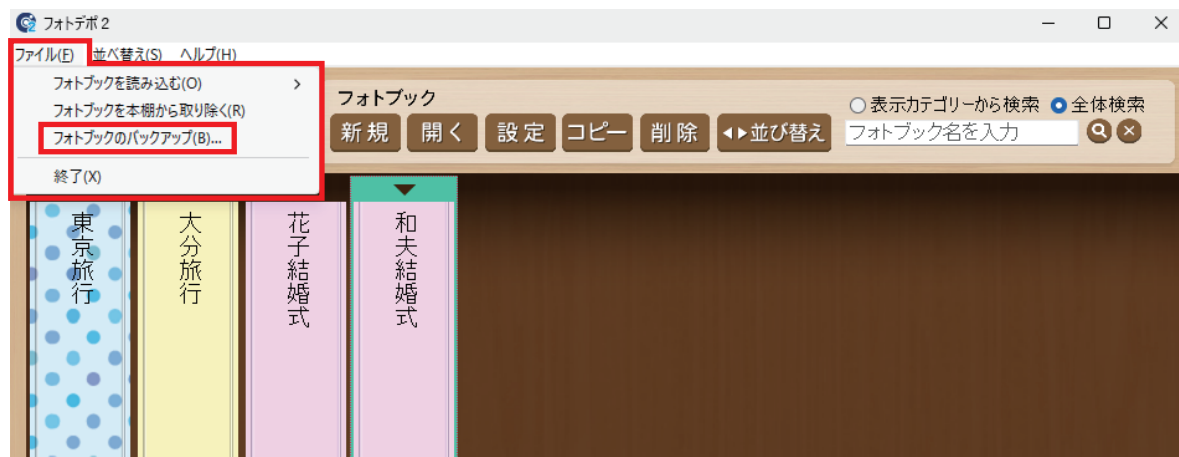 フォトデポ2
ファイル(F) 並べ替え(S) ヘルプ(H)
フォトブックを読み込む(O)
フォトブックを本棚から取り除く(R)
フォトブックのバックアップ(B)...
終了(X)
フォトブック
新規 開く 設定 コピー 削除 並び替え
表示カテゴリーから検索 全体検索
フォトブック名を入力
東京旅行
大分旅行
花子結婚式
和夫結婚式